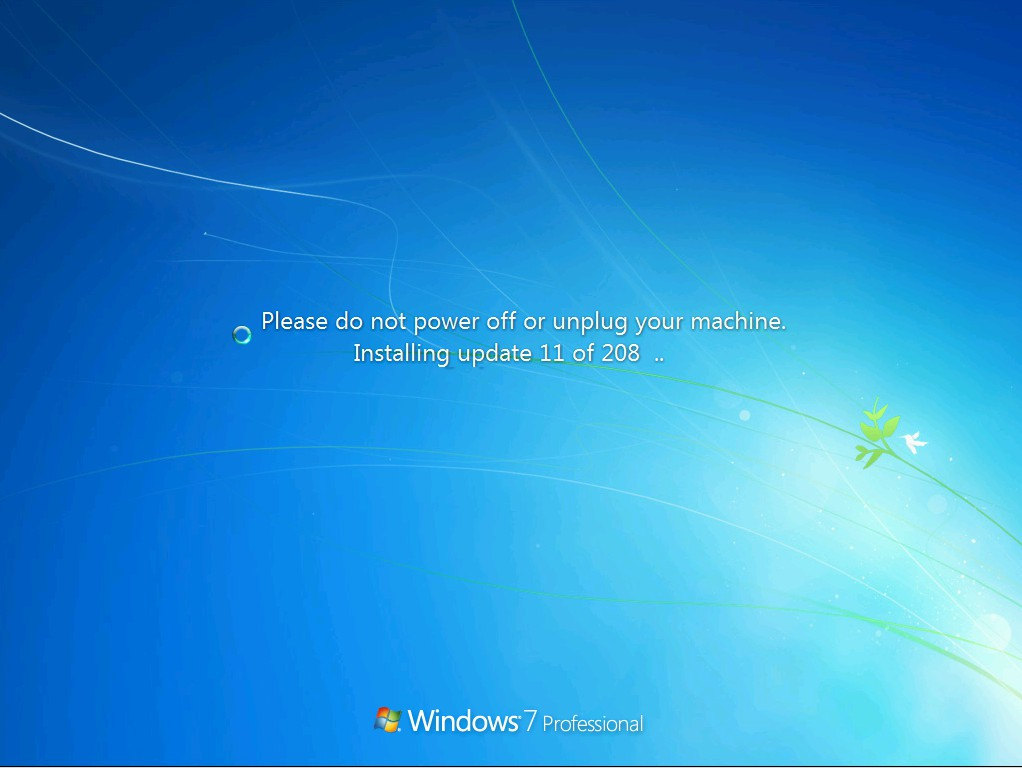 Please do not power off or unplug your machine.
Installing update 11 of 208 ..
Windows 7 Professional